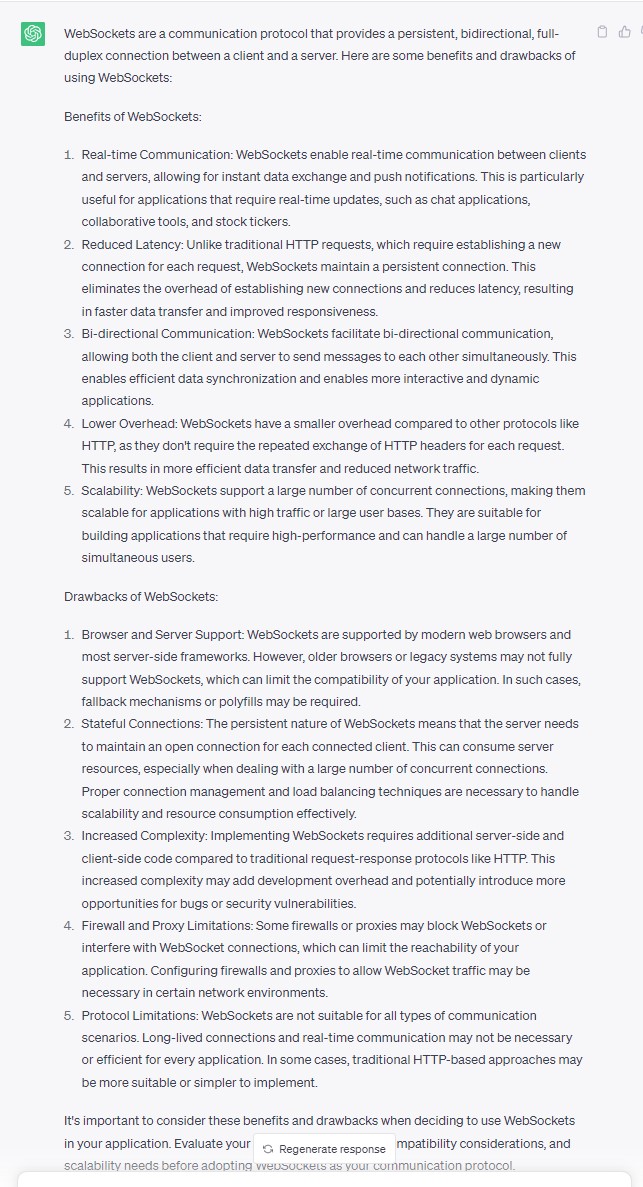 WebSockets are a communication protocol that provides a persistent, bidirectional, full-
duplex connection between a client and a server. Here are some benefits and drawbacks of
using WebSockets:
Benefits of WebSockets:
1. Real-time Communication: WebSockets enable real-time communication between clients
and servers, allowing for instant data exchange and push notifications. This is particularly
useful for applications that require real-time updates, such as chat applications,
collaborative tools, and stock tickers.
2. Reduced Latency: Unlike traditional HTTP requests, which require establishing a new
connection for each request, WebSockets maintain a persistent connection. This
eliminates the overhead of establishing new connections and reduces latency, resulting
in faster data transfer and improved responsiveness.
3. Bi-directional Communication: WebSockets facilitate bi-directional communication,
allowing both the client and server to send messages to each other simultaneously. This
enables efficient data synchronization and enables more interactive and dynamic
applications.
4. Lower Overhead: WebSockets have a smaller overhead compared to other protocols like
HTTP, as they don't require the repeated exchange of HTTP headers for each request.
This results in more efficient data transfer and reduced network traffic.
5. Scalability: WebSockets support a large number of concurrent connections, making them
scalable for applications with high traffic or large user bases. They are suitable for
building applications that require high-performance and can handle a large number of
simultaneous users.
Drawbacks of WebSockets:
1. Browser and Server Support: WebSockets are supported by modern web browsers and
most server-side frameworks. However, older browsers or legacy systems may not fully
support WebSockets, which can limit the compatibility of your application. In such cases,
fallback mechanisms or polyfills may be required.
2. Stateful Connections: The persistent nature of WebSockets means that the server needs
to maintain an open connection for each connected client. This can consume server
resources, especially when dealing with a large number of concurrent connections.
Proper connection management and load balancing techniques are necessary to handle
scalability and resource consumption effectively.
3. Increased Complexity: Implementing WebSockets requires additional server-side and
client-side code compared to traditional request-response protocols like HTTP. This
increased complexity may add development overhead and potentially introduce more
opportunities for bugs or security vulnerabilities.
4. Firewall and Proxy Limitations: Some firewalls or proxies may block WebSockets or
interfere with WebSocket connections, which can limit the reachability of your
application. Configuring firewalls and proxies to allow WebSocket traffic may be
necessary in certain network environments.
5. Protocol Limitations: WebSockets are not suitable for all types of communication
scenarios. Long-lived connections and real-time communication may not be necessary
or efficient for every application. In some cases, traditional HTTP-based approaches may
be more suitable or simpler to implement.
It's important to consider these benefits and drawbacks when deciding to use WebSockets
in your application. Evaluate your mpatibility considerations, and
Regenerate response
scalability needs before adopting WebSockets as your communication protocol.